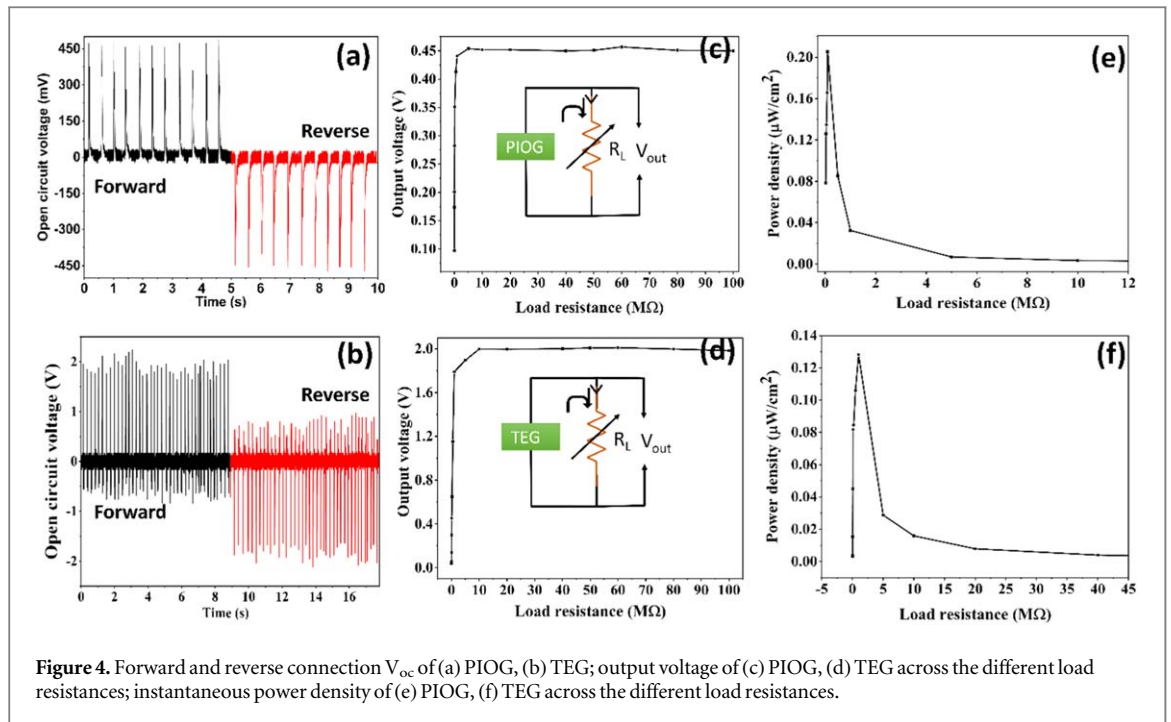 450
300
150
0
-150
-300
-450
Open circuit voltage (mV)
(a)
Reverse
Forward
0 1 2 3 4 5 6 7 8 9 10
Time (s)
0.50
0.45
0.40
0.35
0.30
0.25
0.20
0.15
0.10
Output voltage (V)
(c)
PIOG
R_L
V_out
0 10 20 30 40 50 60 70 80 90 100
Load resistance (MΩ)
0.20
0.16
0.12
0.08
0.04
0.00
Power density (μW/cm²)
(e)
0 2 4 6 8 10 12
Load resistance (MΩ)
2
1
0
-1
-2
Open circuit voltage (V)
(b)
Reverse
Forward
0 2 4 6 8 10 12 14 16
Time (s)
2.0
1.6
1.2
0.8
0.4
0.0
Output voltage (V)
(d)
TEG
R_L
V_out
0 10 20 30 40 50 60 70 80 90 100
Load resistance (MΩ)
0.14
0.12
0.10
0.08
0.06
0.04
0.02
0.00
Power density (μW/cm²)
(f)
-5 0 5 10 15 20 25 30 35 40 45
Load resistance (MΩ)
Figure 4. Forward and reverse connection V_oc of (a) PIOG, (b) TEG; output voltage of (c) PIOG, (d) TEG across the different load
resistances; instantaneous power density of (e) PIOG, (f) TEG across the different load resistances.